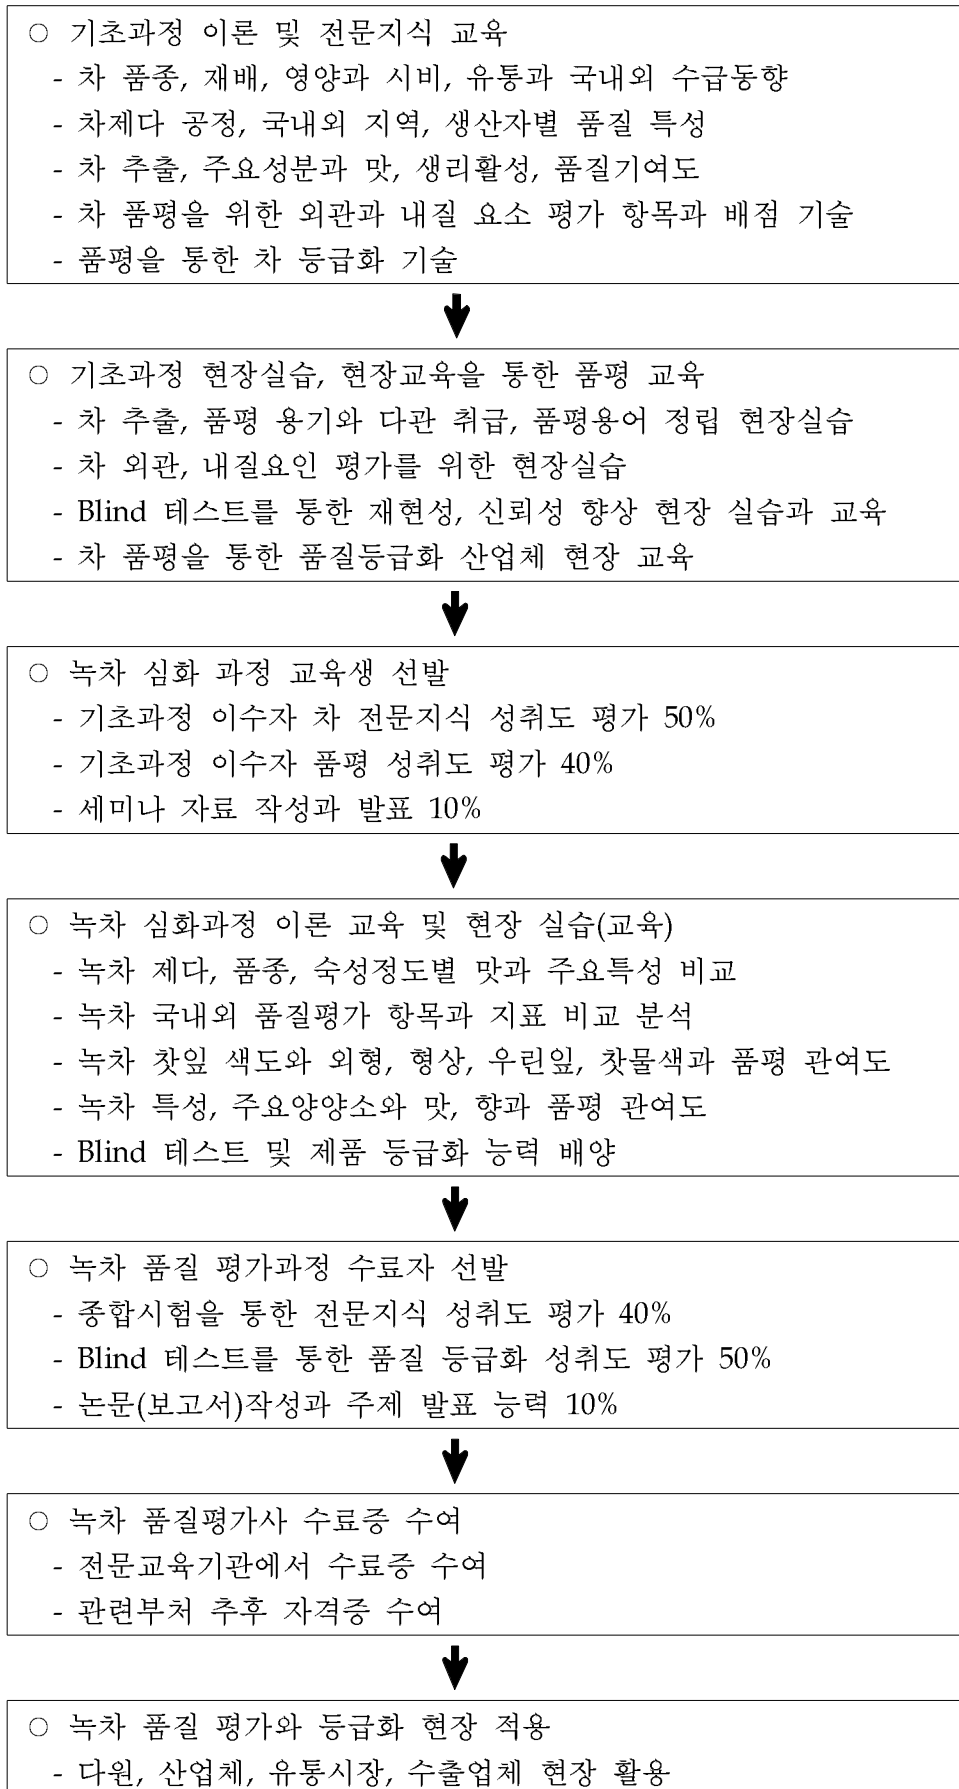 ○ 기초과정 이론 및 전문지식 교육
- 차 품종, 재배, 영양과 시비, 유통과 국내외 수급동향
- 차제다 공정, 국내외 지역, 생산자별 품질 특성
- 차 추출, 주요성분과 맛, 생리활성, 품질기여도
- 차 품평을 위한 외관과 내질 요소 평가 항목과 배점 기술
- 품평을 통한 차 등급화 기술
○ 기초과정 현장실습, 현장교육을 통한 품평 교육
- 차 추출, 품평 용기와 다관 취급, 품평용어 정립 현장실습
- 차 외관, 내질요인 평가를 위한 현장실습
- Blind 테스트를 통한 재현성, 신뢰성 향상 현장 실습과 교육
- 차 품평을 통한 품질등급화 산업체 현장 교육
○ 녹차 심화 과정 교육생 선발
- 기초과정 이수자 차 전문지식 성취도 평가 50%
- 기초과정 이수자 품평 성취도 평가 40%
- 세미나 자료 작성과 발표 10%
○ 녹차 심화과정 이론 교육 및 현장 실습(교육)
- 녹차 제다, 품종, 숙성정도별 맛과 주요특성 비교
- 녹차 국내외 품질평가 항목과 지표 비교 분석
- 녹차 찻잎 색도와 외형, 형상, 우린잎, 찻물색과 품평 관여도
- 녹차 특성, 주요양양소와 맛, 향과 품평 관여도
- Blind 테스트 및 제품 등급화 능력 배양
○ 녹차 품질 평가과정 수료자 선발
- 종합시험을 통한 전문지식 성취도 평가 40%
- Blind 테스트를 통한 품질 등급화 성취도 평가 50%
- 논문(보고서)작성과 주제 발표 능력 10%
○ 녹차 품질평가사 수료증 수여
- 전문교육기관에서 수료증 수여
- 관련부처 추후 자격증 수여
○ 녹차 품질 평가와 등급화 현장 적용
- 다원, 산업체, 유통시장, 수출업체 현장 활용